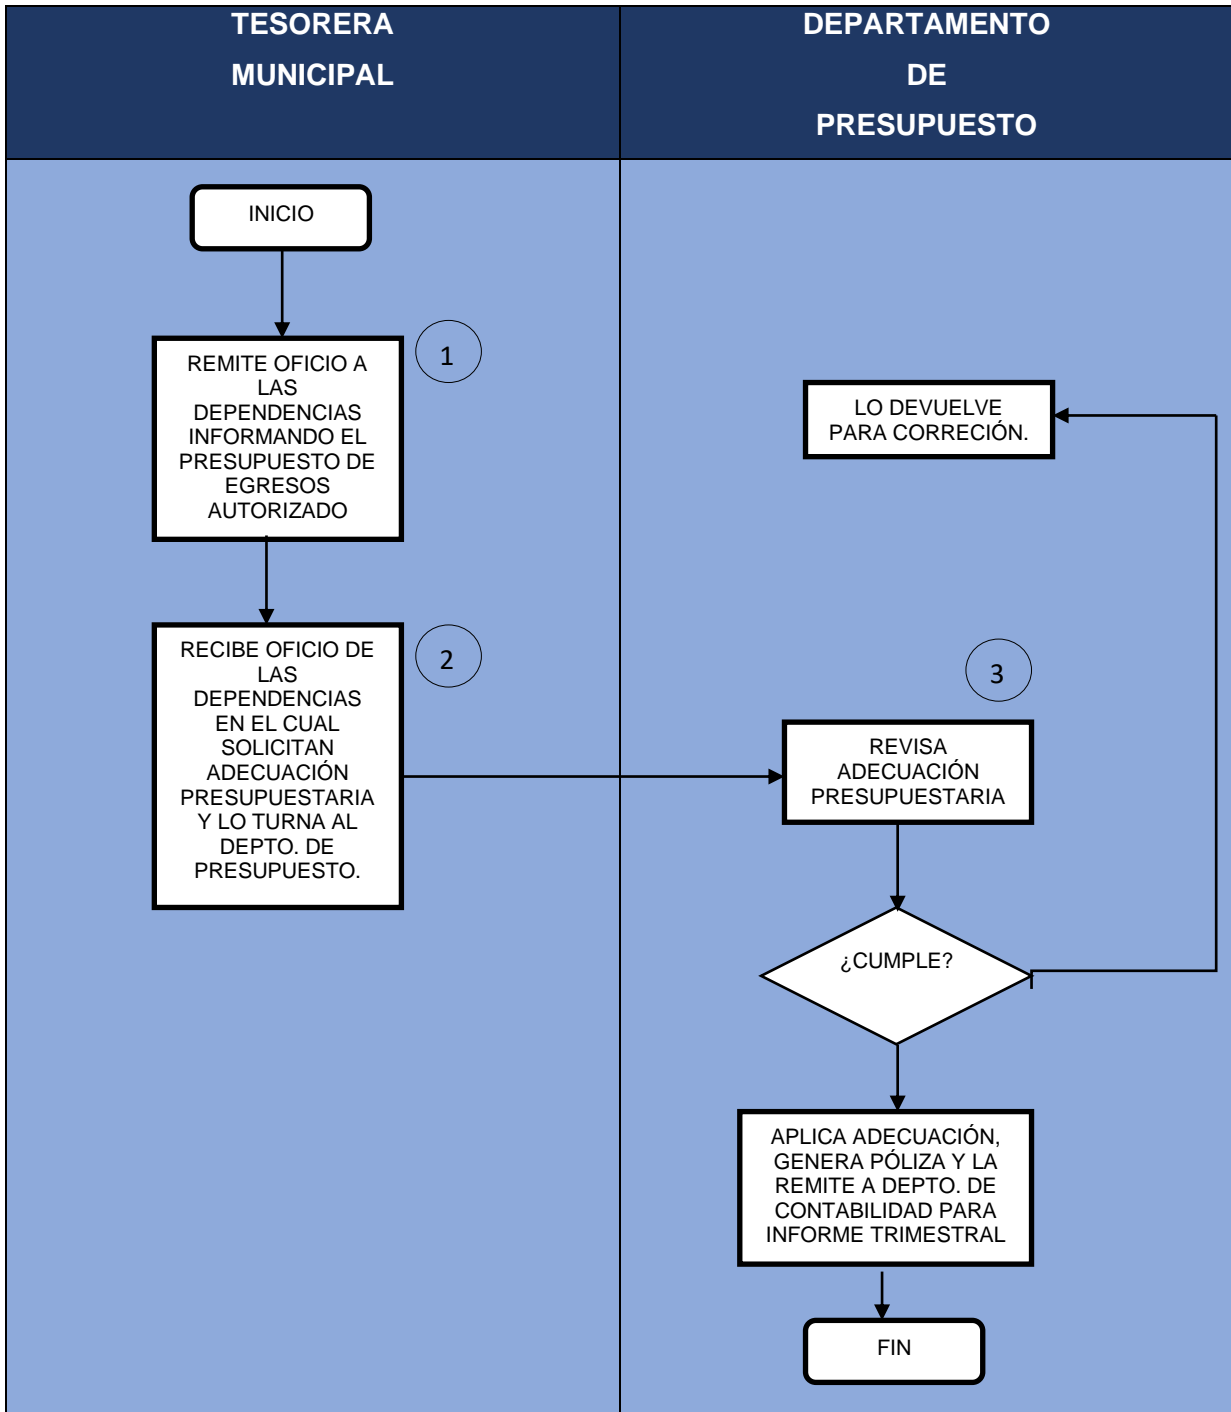 TESORERA
MUNICIPAL
DEPARTAMENTO
DE
PRESUPUESTO
INICIO
REMITE OFICIO A
LAS
DEPENDENCIAS
INFORMANDO EL
PRESUPUESTO DE
EGRESOS
AUTORIZADO
1
RECIBE OFICIO DE
LAS
DEPENDENCIAS
EN EL CUAL
SOLICITAN
ADECUACIÓN
PRESUPUESTARIA
Y LO TURNA AL
DEPTO. DE
PRESUPUESTO.
2
LO DEVUELVE
PARA CORRECIÓN.
3
REVISA
ADECUACIÓN
PRESUPUESTARIA
¿CUMPLE?
APLICA ADECUACIÓN,
GENERA PÓLIZA Y LA
REMITE A DEPTO. DE
CONTABILIDAD PARA
INFORME TRIMESTRAL
FIN